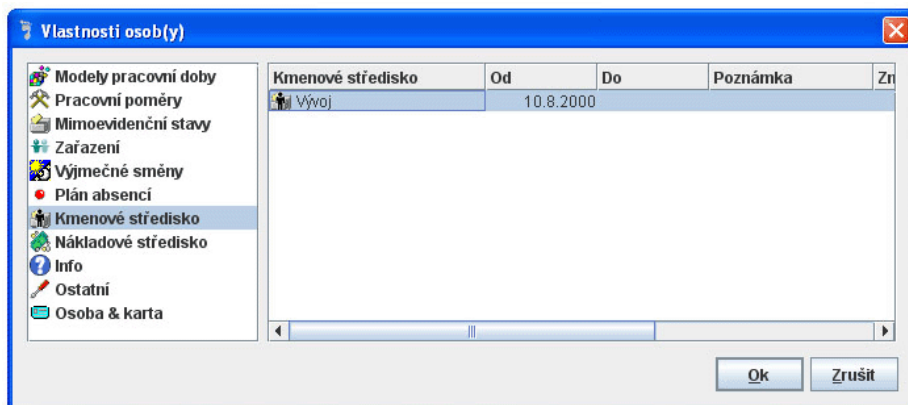 Vlastnosti osob(y)
Modely pracovní doby
Pracovní poměry
Mimoevidenční stavy
Zařazení
Výjmečné směny
Plán absencí
Kmenové středisko
Nákladové středisko
Info
Ostatní
Osoba & karta
Kmenové středisko Od Do Poznámka Zn
Vývoj 10.8.2000
Ok Zrušit